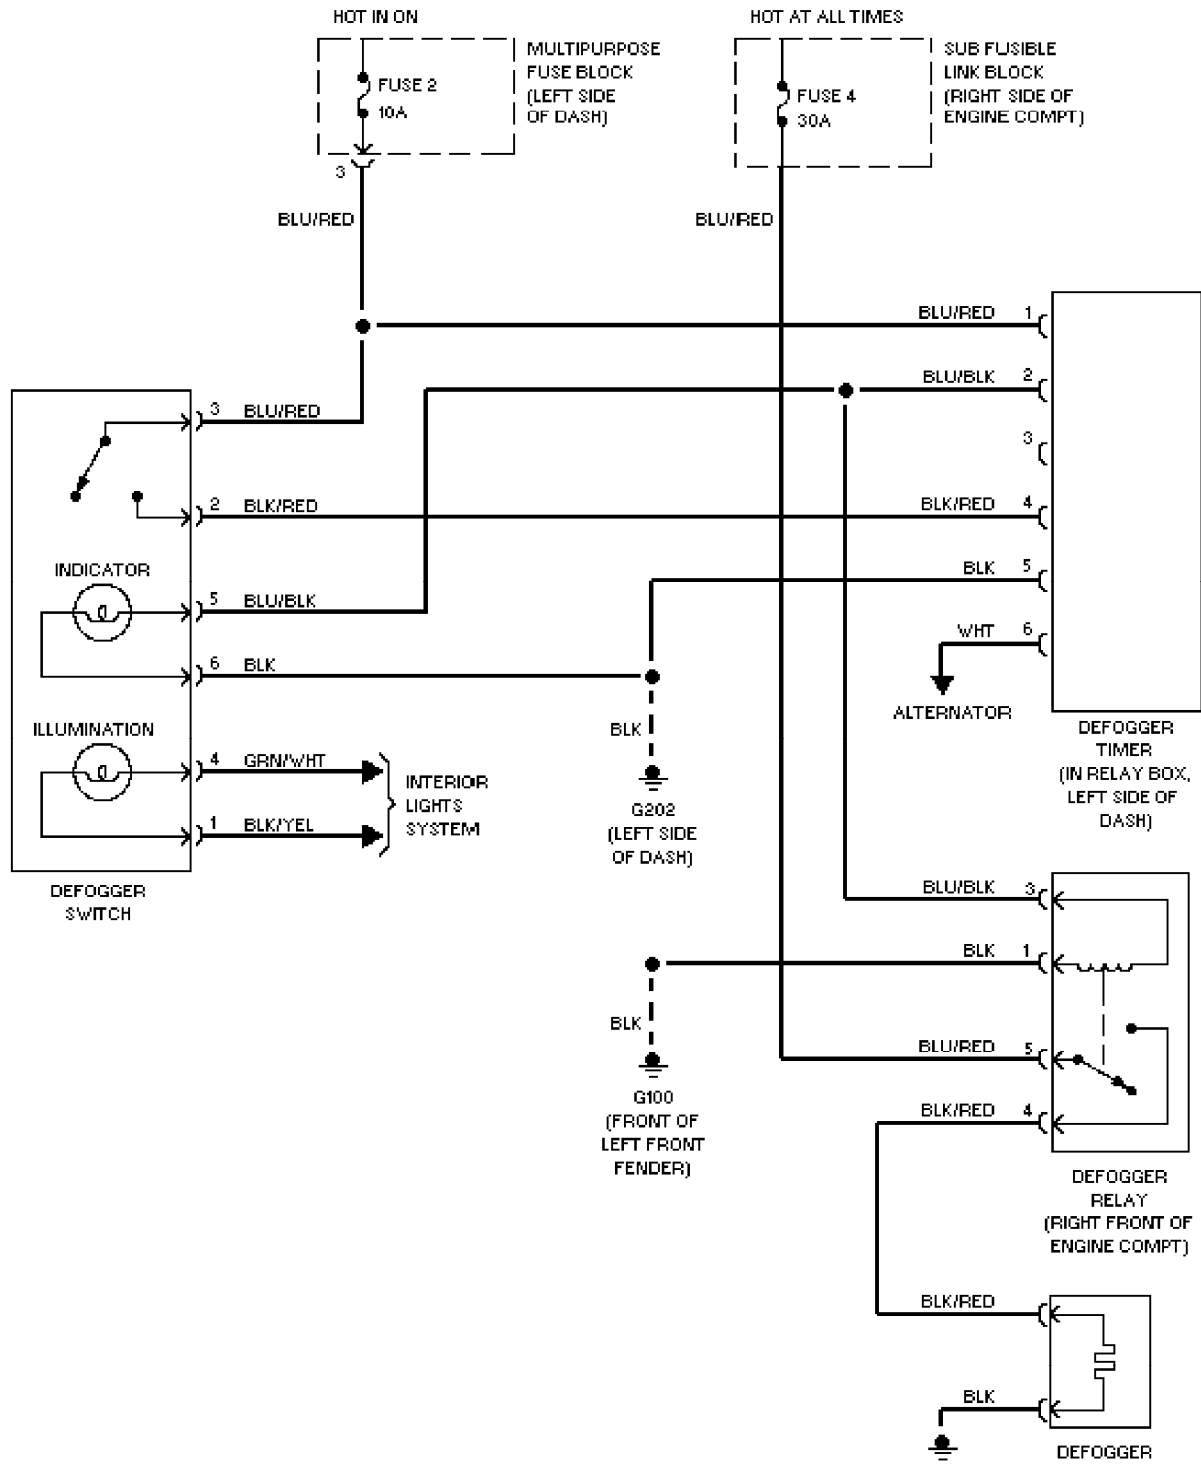 HOT IN ON
HOT AT ALL TIMES
FUSE 2
10A
MULTIPURPOSE
FUSE BLOCK
(LEFT SIDE
OF DASH)
FUSE 4
30A
SUB FUSIBLE
LINK BLOCK
(RIGHT SIDE OF
ENGINE COMPT)
3
BLU/RED
BLU/RED
BLU/RED 1
BLU/BLK 2
3
BLK/RED 4
BLK 5
WHT 6
ALTERNATOR
DEFOGGER
TIMER
(IN RELAY BOX,
LEFT SIDE OF
DASH)
3 BLU/RED
2 BLK/RED
INDICATOR
5 BLU/BLK
6 BLK
ILLUMINATION
4 GRN/WHT
1 BLK/YEL
INTERIOR
LIGHTS
SYSTEM
DEFOGGER
SWITCH
BLK
G202
(LEFT SIDE
OF DASH)
BLU/BLK 3
BLK 1
BLU/RED 5
BLK/RED 4
BLK
G100
(FRONT OF
LEFT FRONT
FENDER)
DEFOGGER
RELAY
(RIGHT FRONT OF
ENGINE COMPT)
BLK/RED
BLK
DEFOGGER